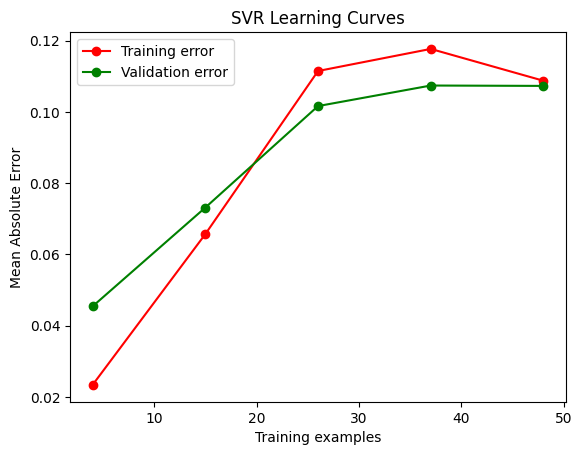 SVR Learning Curves
Training error
Validation error
Mean Absolute Error
0.12
0.10
0.08
0.06
0.04
0.02
10
20
30
40
50
Training examples